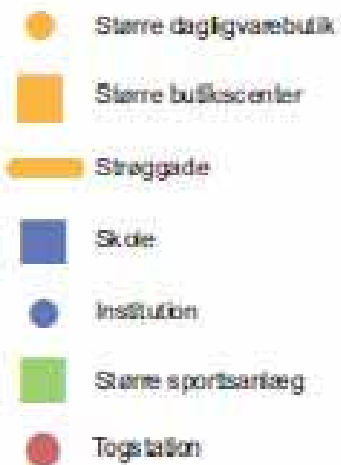 Større dagligvarebutik
Større butikscenter
Strøggade
Skole
Institution
Større sportsanlæg
Togstation